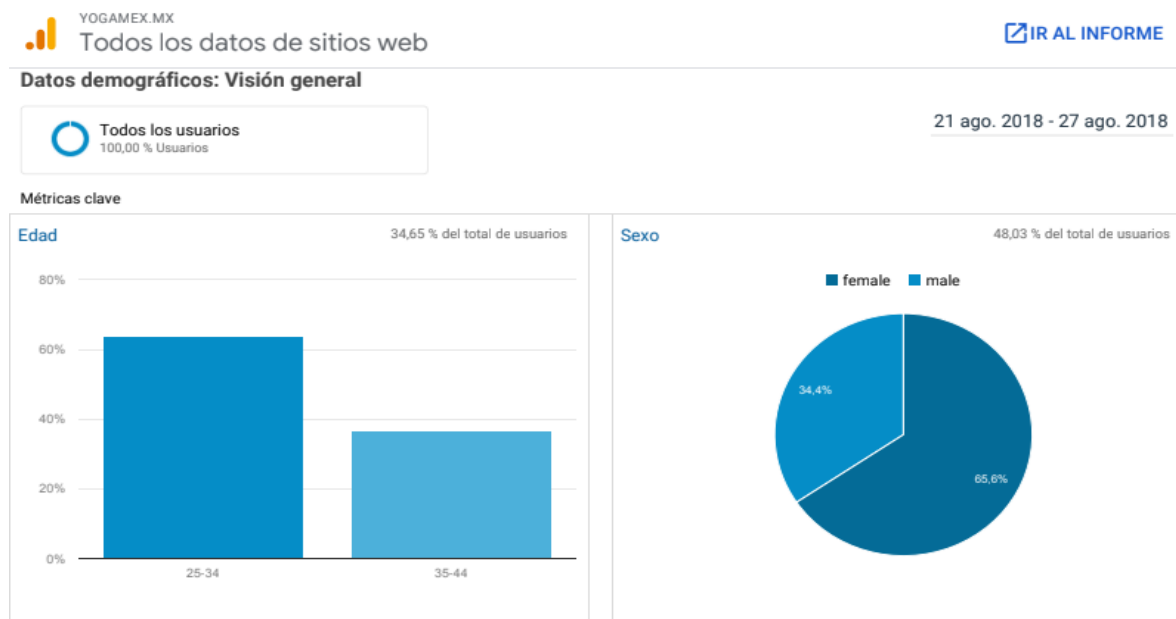 YOGAMEX.MX
Todos los datos de sitios web
IR AL INFORME
Datos demográficos: Visión general
Todos los usuarios
100,00 % Usuarios
21 ago. 2018 - 27 ago. 2018
Métricas clave
Edad
34,65 % del total de usuarios
80%
60%
40%
20%
0%
25-34
35-44
Sexo
48,03 % del total de usuarios
female
male
34,4%
65,6%